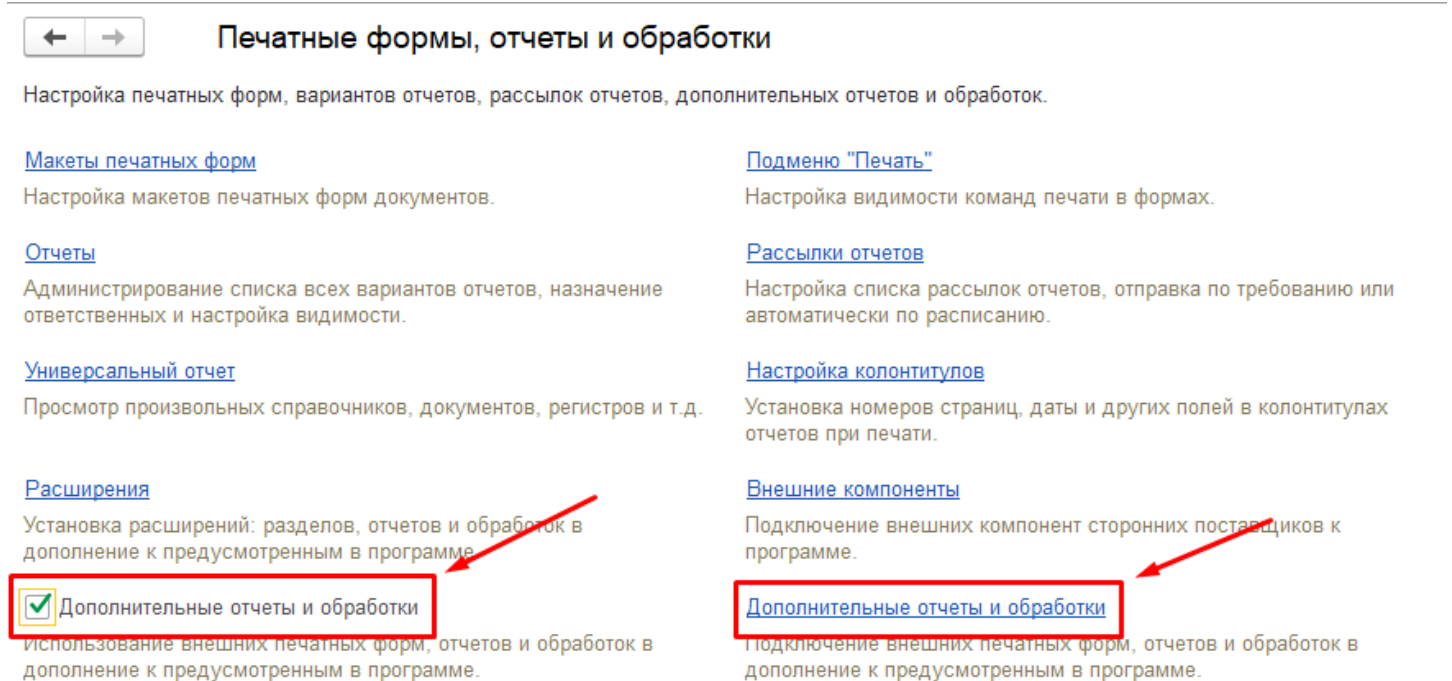 Печатные формы, отчеты и обработки
Настройка печатных форм, вариантов отчетов, рассылок отчетов, дополнительных отчетов и обработок.
Макеты печатных форм
Настройка макетов печатных форм документов.
Подменю "Печать"
Настройка видимости команд печати в формах.
Отчеты
Администрирование списка всех вариантов отчетов, назначение
ответственных и настройка видимости.
Рассылки отчетов
Настройка списка рассылок отчетов, отправка по требованию или
автоматически по расписанию.
Универсальный отчет
Просмотр произвольных справочников, документов, регистров и т.д.
Настройка колонтитулов
Установка номеров страниц, даты и других полей в колонтитулах
отчетов при печати.
Расширения
Установка расширений: разделов, отчетов и обработок в
дополнение к предусмотренным в программе.
Внешние компоненты
Подключение внешних компонент сторонних поставщиков к
программе.
Дополнительные отчеты и обработки
Использование внешних печатных форм, отчетов и обработок в
дополнение к предусмотренным в программе.
Дополнительные отчеты и обработки
Подключение внешних печатных форм, отчетов и обработок в
дополнение к предусмотренным в программе.